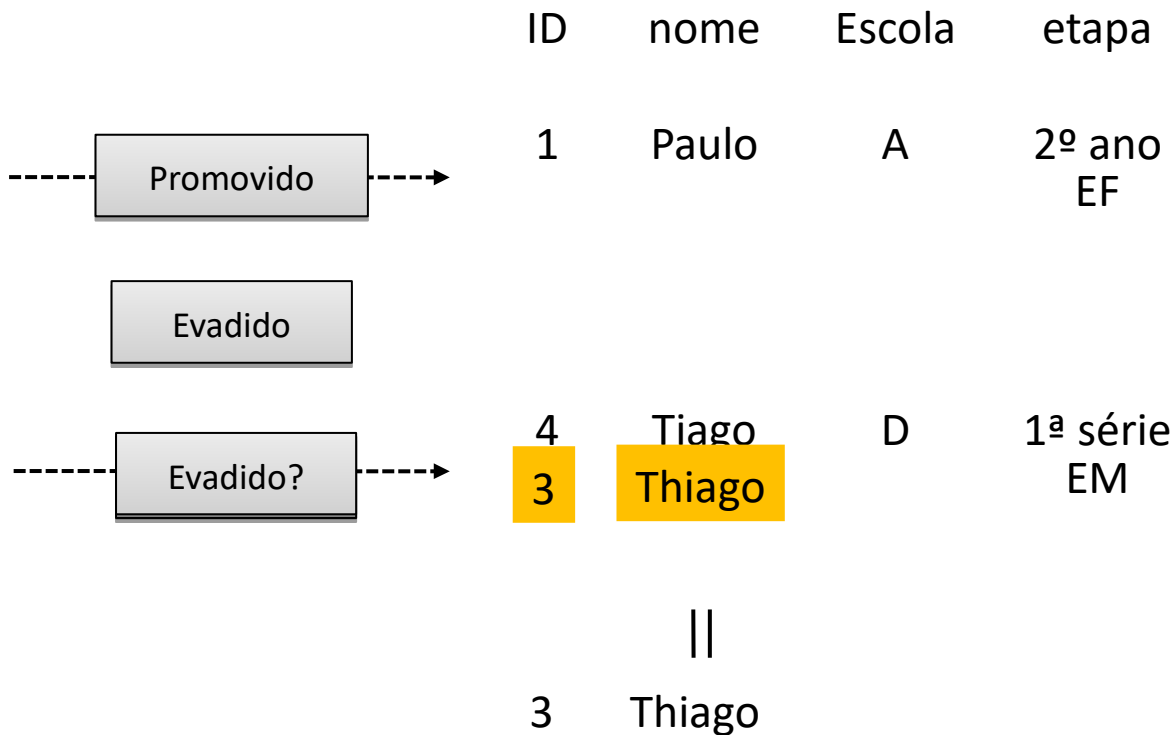 ID nome Escola etapa
Promovido 1 Paulo A 2º ano
EF
Evadido
4 Tiago D 1ª série
Evadido? 3 Thiago EM
||
3 Thiago